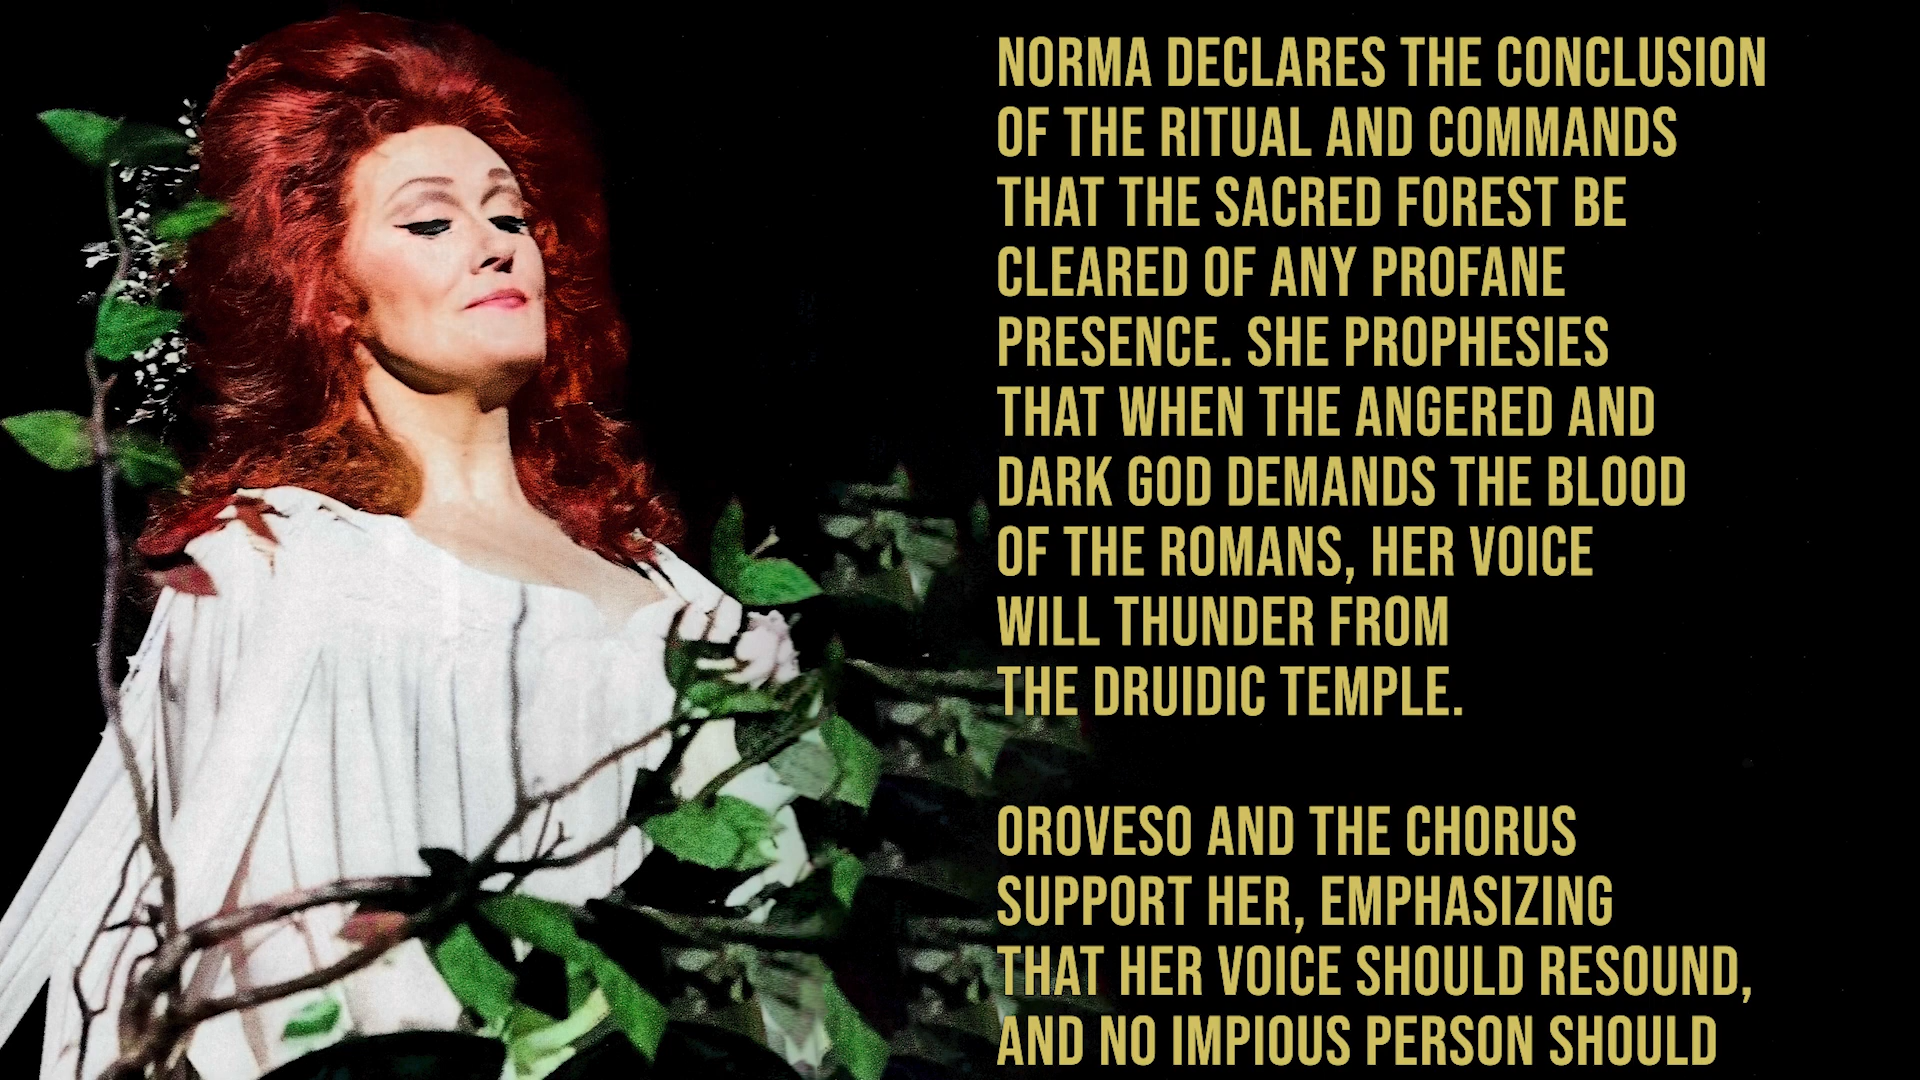 NORMA DECLARES THE CONCLUSION
OF THE RITUAL AND COMMANDS
THAT THE SACRED FOREST BE
CLEARED OF ANY PROFANE
PRESENCE. SHE PROPHESIES
THAT WHEN THE ANGERED AND
DARK GOD DEMANDS THE BLOOD
OF THE ROMANS, HER VOICE
WILL THUNDER FROM
THE DRUIDIC TEMPLE.
OROVESO AND THE CHORUS
SUPPORT HER, EMPHASIZING
THAT HER VOICE SHOULD RESOUND,
AND NO IMPIOUS PERSON SHOULD